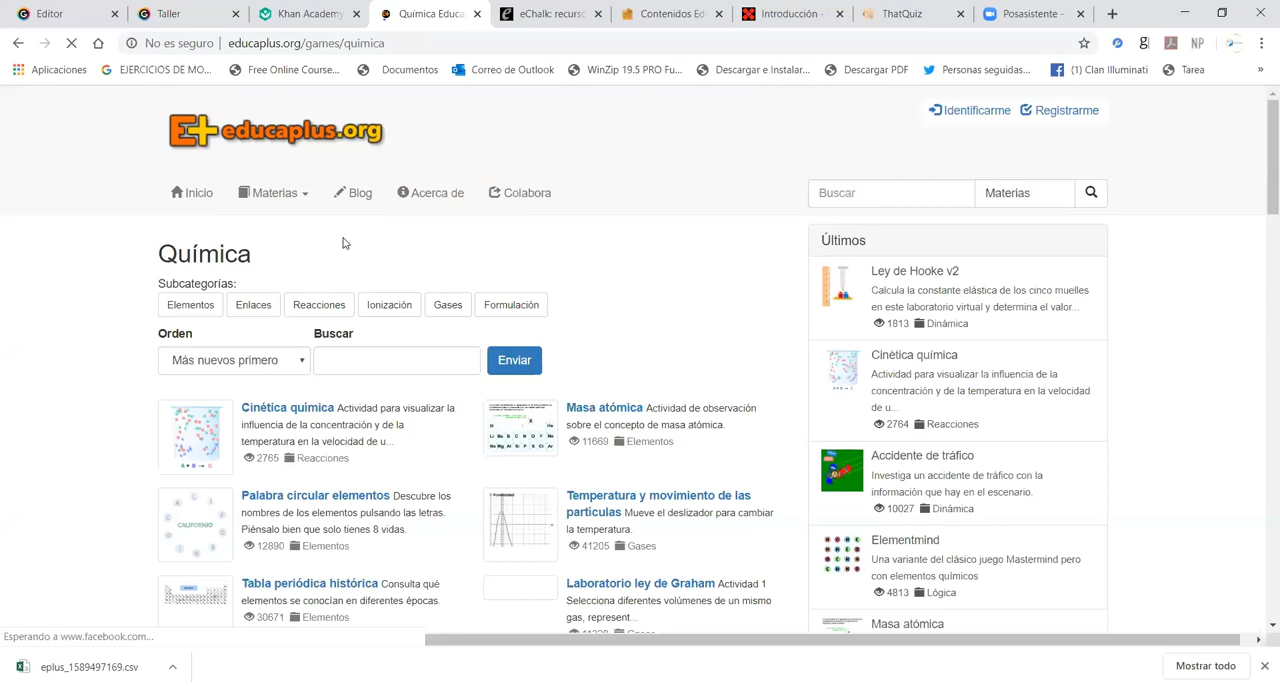 Editor
Taller
Khan Academy
Química Educa
eChalk: recurso
Contenidos Ed
Introducción -
ThatQuiz
Posasistente -
No es seguro | educaplus.org/games/quimica
Aplicaciones
EJERCICIOS DE MO...
Free Online Course...
Documentos
Correo de Outlook
WinZip 19.5 PRO Fu...
Descargar e Instalar...
Descargar PDF
Personas seguidas...
(1) Clan Illuminati
Tarea
»
E+educaplus.org
Identificarme
Registrarme
Inicio
Materias
Blog
Acerca de
Colabora
Buscar
Materias
Química
Subcategorías:
Elementos
Enlaces
Reacciones
Ionización
Gases
Formulación
Orden
Buscar
Más nuevos primero
Enviar
Cinética química Actividad para visualizar la
influencia de la concentración y de la
temperatura en la velocidad de u...
2765 Reacciones
Masa atómica Actividad de observación
sobre el concepto de masa atómica.
11669 Elementos
Palabra circular elementos Descubre los
nombres de los elementos pulsando las letras.
Piénsalo bien que solo tienes 8 vidas.
12890 Elementos
CALIFORNIO
Temperatura y movimiento de las
partículas Mueve el deslizador para cambiar
la temperatura.
41205 Gases
Tabla periódica histórica Consulta qué
elementos se conocían en diferentes épocas.
30671 Elementos
Laboratorio ley de Graham Actividad 1
Selecciona diferentes volúmenes de un mismo
gas, represent...
Últimos
Ley de Hooke v2
Calcula la constante elástica de los cinco muelles
en este laboratorio virtual y determina el valor...
1813 Dinámica
Cinética química
Actividad para visualizar la influencia de la
concentración y de la temperatura en la velocidad
de u...
2764 Reacciones
Accidente de tráfico
Investiga un accidente de tráfico con la
información que hay en el escenario.
10027 Dinámica
Elementmind
Una variante del clásico juego Mastermind pero
con elementos químicos
4813 Lógica
Masa atómica
Esperando a www.facebook.com...
eplus_1589497169.csv
Mostrar todo